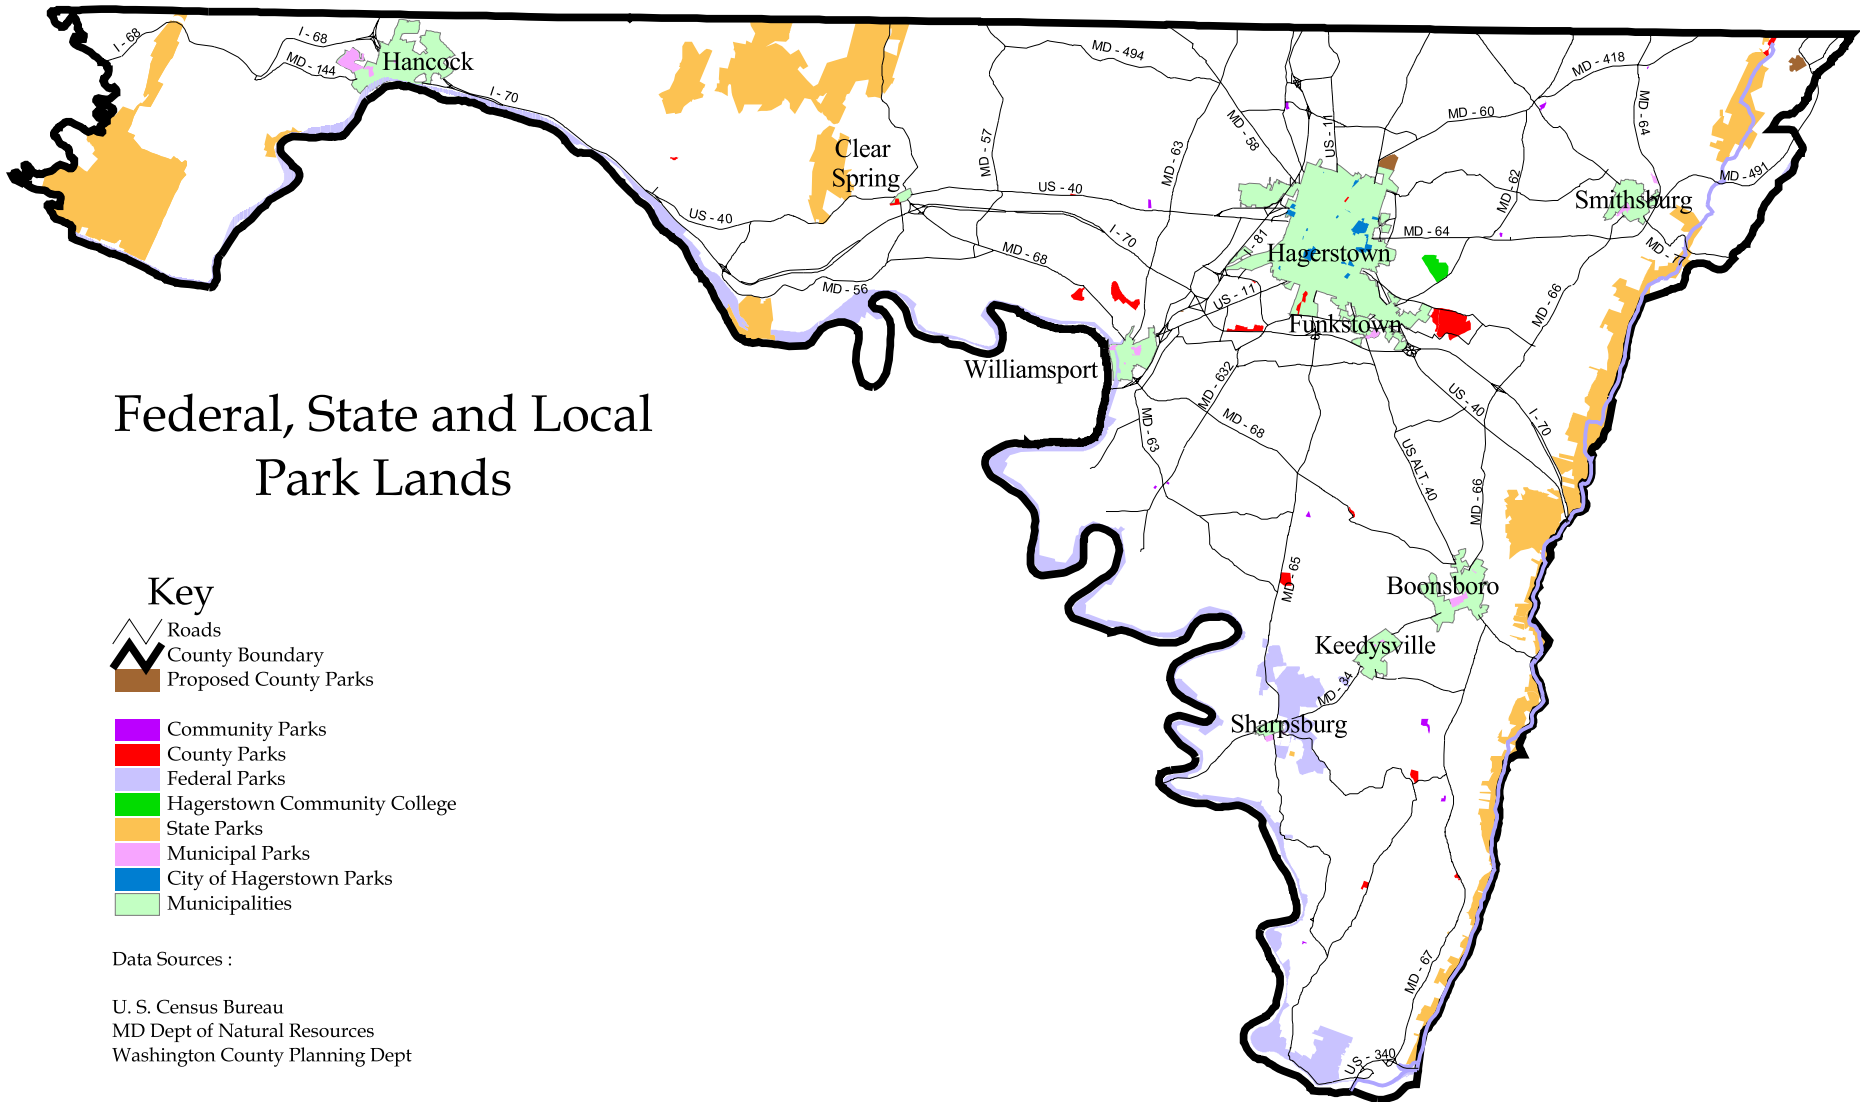 I - 68
I - 68
MD - 144
Hancock
I - 70
MD - 494
MD - 418
MD - 60
MD - 64
MD - 58
US - 11
MD - 57
MD - 63
Clear
Spring
US - 40
US - 40
MD - 62
MD - 491
Smithsburg
MD - 64
I - 70
I - 81
MD - 68
Hagerstown
MD - 77
MD - 56
US - 11
MD - 66
Funkstown
Williamsport
MD - 632
US - 40
I - 70
MD - 63
MD - 68
US ALT. 40
MD - 66
Federal, State and Local
Park Lands
MD - 65
Boonsboro
Keedysville
MD - 34
Sharpsburg
MD - 67
US - 340
Key
Roads
County Boundary
Proposed County Parks
Community Parks
County Parks
Federal Parks
Hagerstown Community College
State Parks
Municipal Parks
City of Hagerstown Parks
Municipalities
Data Sources :
U. S. Census Bureau
MD Dept of Natural Resources
Washington County Planning Dept